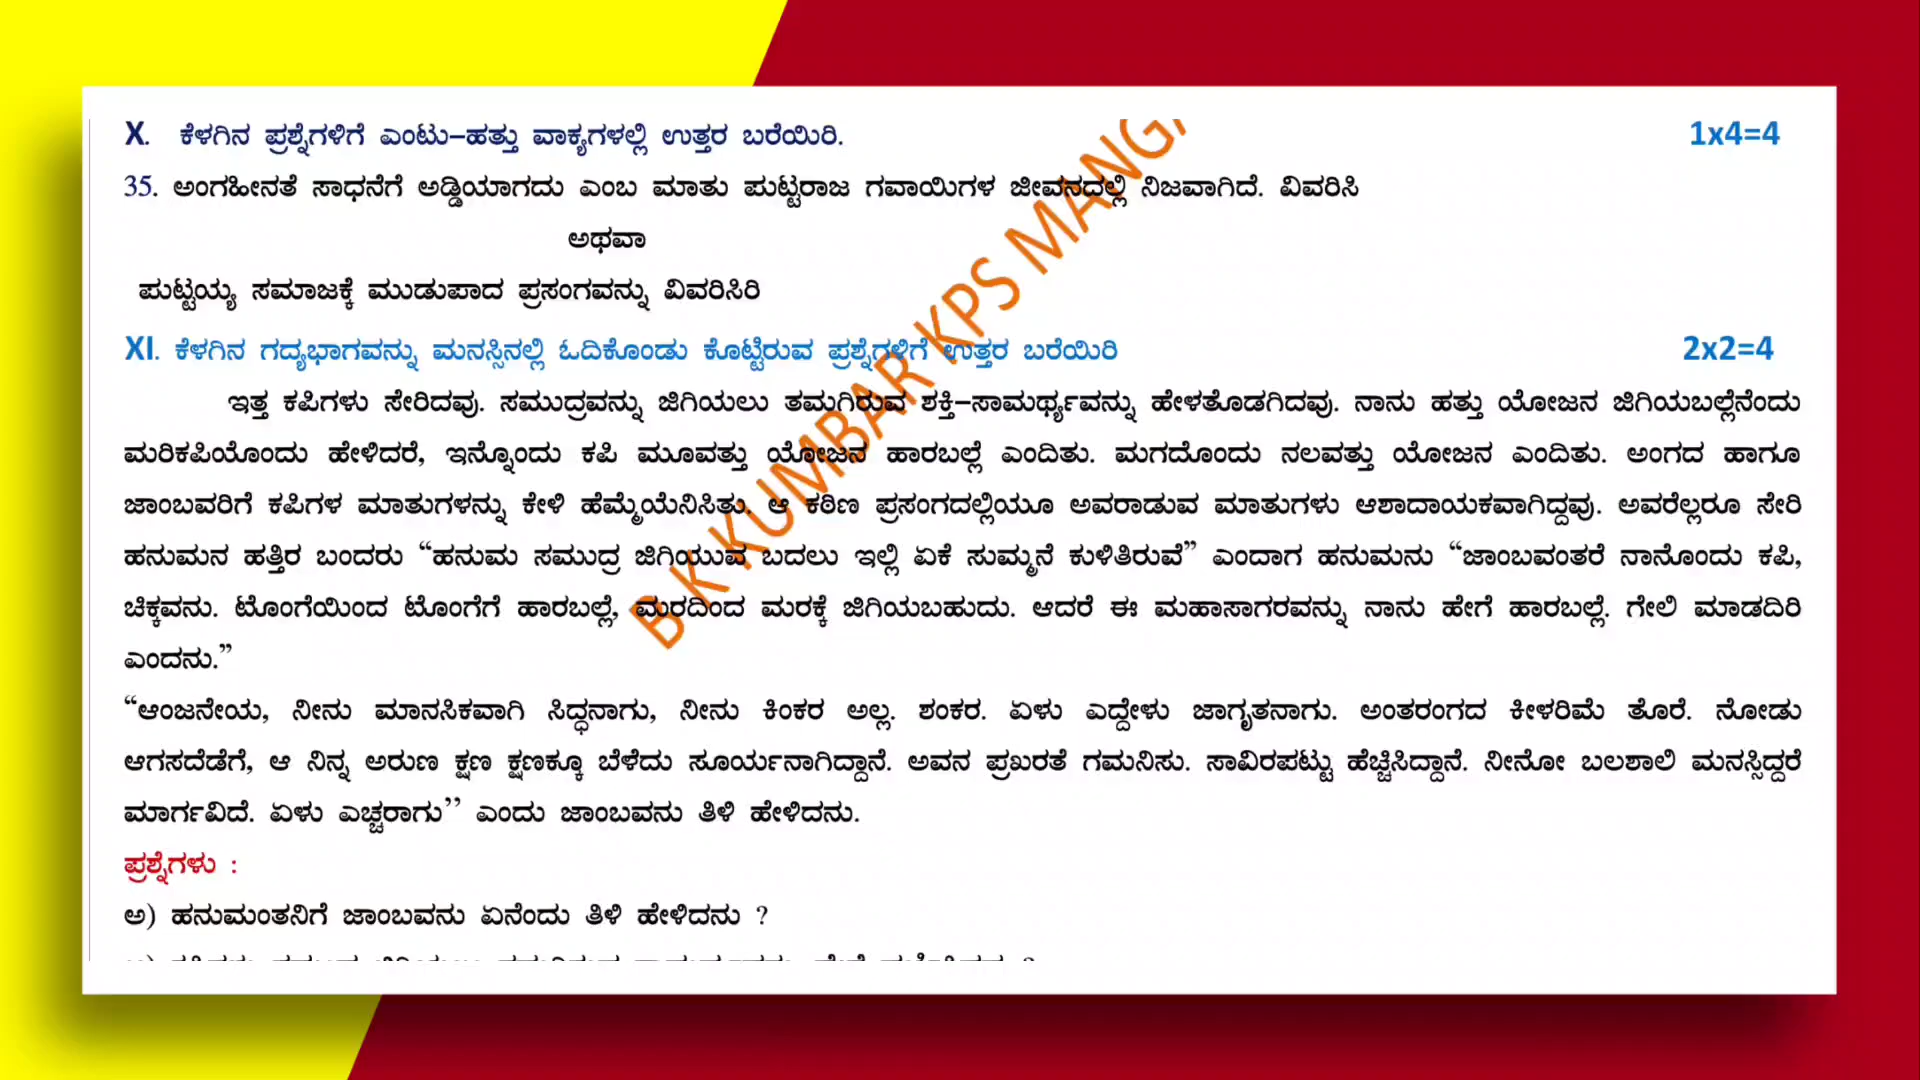 X. ಕೆಳಗಿನ ಪ್ರಶ್ನೆಗಳಿಗೆ ಎಂಟು–ಹತ್ತು ವಾಕ್ಯಗಳಲ್ಲಿ ಉತ್ತರ ಬರೆಯಿರಿ. 1x4=4
35. ಅಂಗಹೀನತೆ ಸಾಧನೆಗೆ ಅಡ್ಡಿಯಾಗದು ಎಂಬ ಮಾತು ಪುಟ್ಟರಾಜ ಗವಾಯಿಗಳ ಜೀವನದಲ್ಲಿ ನಿಜವಾಗಿದೆ. ವಿವರಿಸಿ
ಅಥವಾ
ಪುಟ್ಟಯ್ಯ ಸಮಾಜಕ್ಕೆ ಮುಡುಪಾದ ಪ್ರಸಂಗವನ್ನು ವಿವರಿಸಿರಿ
XI. ಕೆಳಗಿನ ಗದ್ಯಭಾಗವನ್ನು ಮನಸ್ಸಿನಲ್ಲಿ ಓದಿಕೊಂಡು ಕೊಟ್ಟಿರುವ ಪ್ರಶ್ನೆಗಳಿಗೆ ಉತ್ತರ ಬರೆಯಿರಿ 2x2=4
ಇತ್ತ ಕಪಿಗಳು ಸೇರಿದವು. ಸಮುದ್ರವನ್ನು ಜಿಗಿಯಲು ತಮಗಿರುವ ಶಕ್ತಿ–ಸಾಮರ್ಥ್ಯವನ್ನು ಹೇಳತೊಡಗಿದವು. ನಾನು ಹತ್ತು ಯೋಜನ ಜಿಗಿಯಬಲ್ಲೆನೆಂದು
ಮರಿಕಪಿಯೊಂದು ಹೇಳಿದರೆ, ಇನ್ನೊಂದು ಕಪಿ ಮೂವತ್ತು ಯೋಜನ ಹಾರಬಲ್ಲೆ ಎಂದಿತು. ಮಗದೊಂದು ನಲವತ್ತು ಯೋಜನ ಎಂದಿತು. ಅಂಗದ ಹಾಗೂ
ಜಾಂಬವರಿಗೆ ಕಪಿಗಳ ಮಾತುಗಳನ್ನು ಕೇಳಿ ಹೆಮ್ಮೆಯೆನಿಸಿತು. ಆ ಕಠಿಣ ಪ್ರಸಂಗದಲ್ಲಿಯೂ ಅವರಾಡುವ ಮಾತುಗಳು ಆಶಾದಾಯಕವಾಗಿದ್ದವು. ಅವರೆಲ್ಲರೂ ಸೇರಿ
ಹನುಮನ ಹತ್ತಿರ ಬಂದರು “ಹನುಮ ಸಮುದ್ರ ಜಿಗಿಯುವ ಬದಲು ಇಲ್ಲಿ ಏಕೆ ಸುಮ್ಮನೆ ಕುಳಿತಿರುವೆ” ಎಂದಾಗ ಹನುಮನು “ಜಾಂಬವಂತರೆ ನಾನೊಂದು ಕಪಿ,
ಚಿಕ್ಕವನು. ಟೊಂಗೆಯಿಂದ ಟೊಂಗೆಗೆ ಹಾರಬಲ್ಲೆ, ಮರದಿಂದ ಮರಕ್ಕೆ ಜಿಗಿಯಬಹುದು. ಆದರೆ ಈ ಮಹಾಸಾಗರವನ್ನು ನಾನು ಹೇಗೆ ಹಾರಬಲ್ಲೆ. ಗೇಲಿ ಮಾಡದಿರಿ
ಎಂದನು.”
“ಆಂಜನೇಯ, ನೀನು ಮಾನಸಿಕವಾಗಿ ಸಿದ್ಧನಾಗು, ನೀನು ಕಿಂಕರ ಅಲ್ಲ. ಶಂಕರ. ಏಳು ಎದ್ದೇಳು ಜಾಗೃತನಾಗು. ಅಂತರಂಗದ ಕೀಳರಿಮೆ ತೊರೆ. ನೋಡು
ಆಗಸದೆಡೆಗೆ, ಆ ನಿನ್ನ ಅರುಣ ಕ್ಷಣ ಕ್ಷಣಕ್ಕೂ ಬೆಳೆದು ಸೂರ್ಯನಾಗಿದ್ದಾನೆ. ಅವನ ಪ್ರಖರತೆ ಗಮನಿಸು. ಸಾವಿರಪಟ್ಟು ಹೆಚ್ಚಿಸಿದ್ದಾನೆ. ನೀನೋ ಬಲಶಾಲಿ ಮನಸ್ಸಿದ್ದರೆ
ಮಾರ್ಗವಿದೆ. ಏಳು ಎಚ್ಚರಾಗು’’ ಎಂದು ಜಾಂಬವನು ತಿಳಿ ಹೇಳಿದನು.
ಪ್ರಶ್ನೆಗಳು :
ಅ) ಹನುಮಂತನಿಗೆ ಜಾಂಬವನು ಏನೆಂದು ತಿಳಿ ಹೇಳಿದನು ?
B K KUMBAR KPS MANG